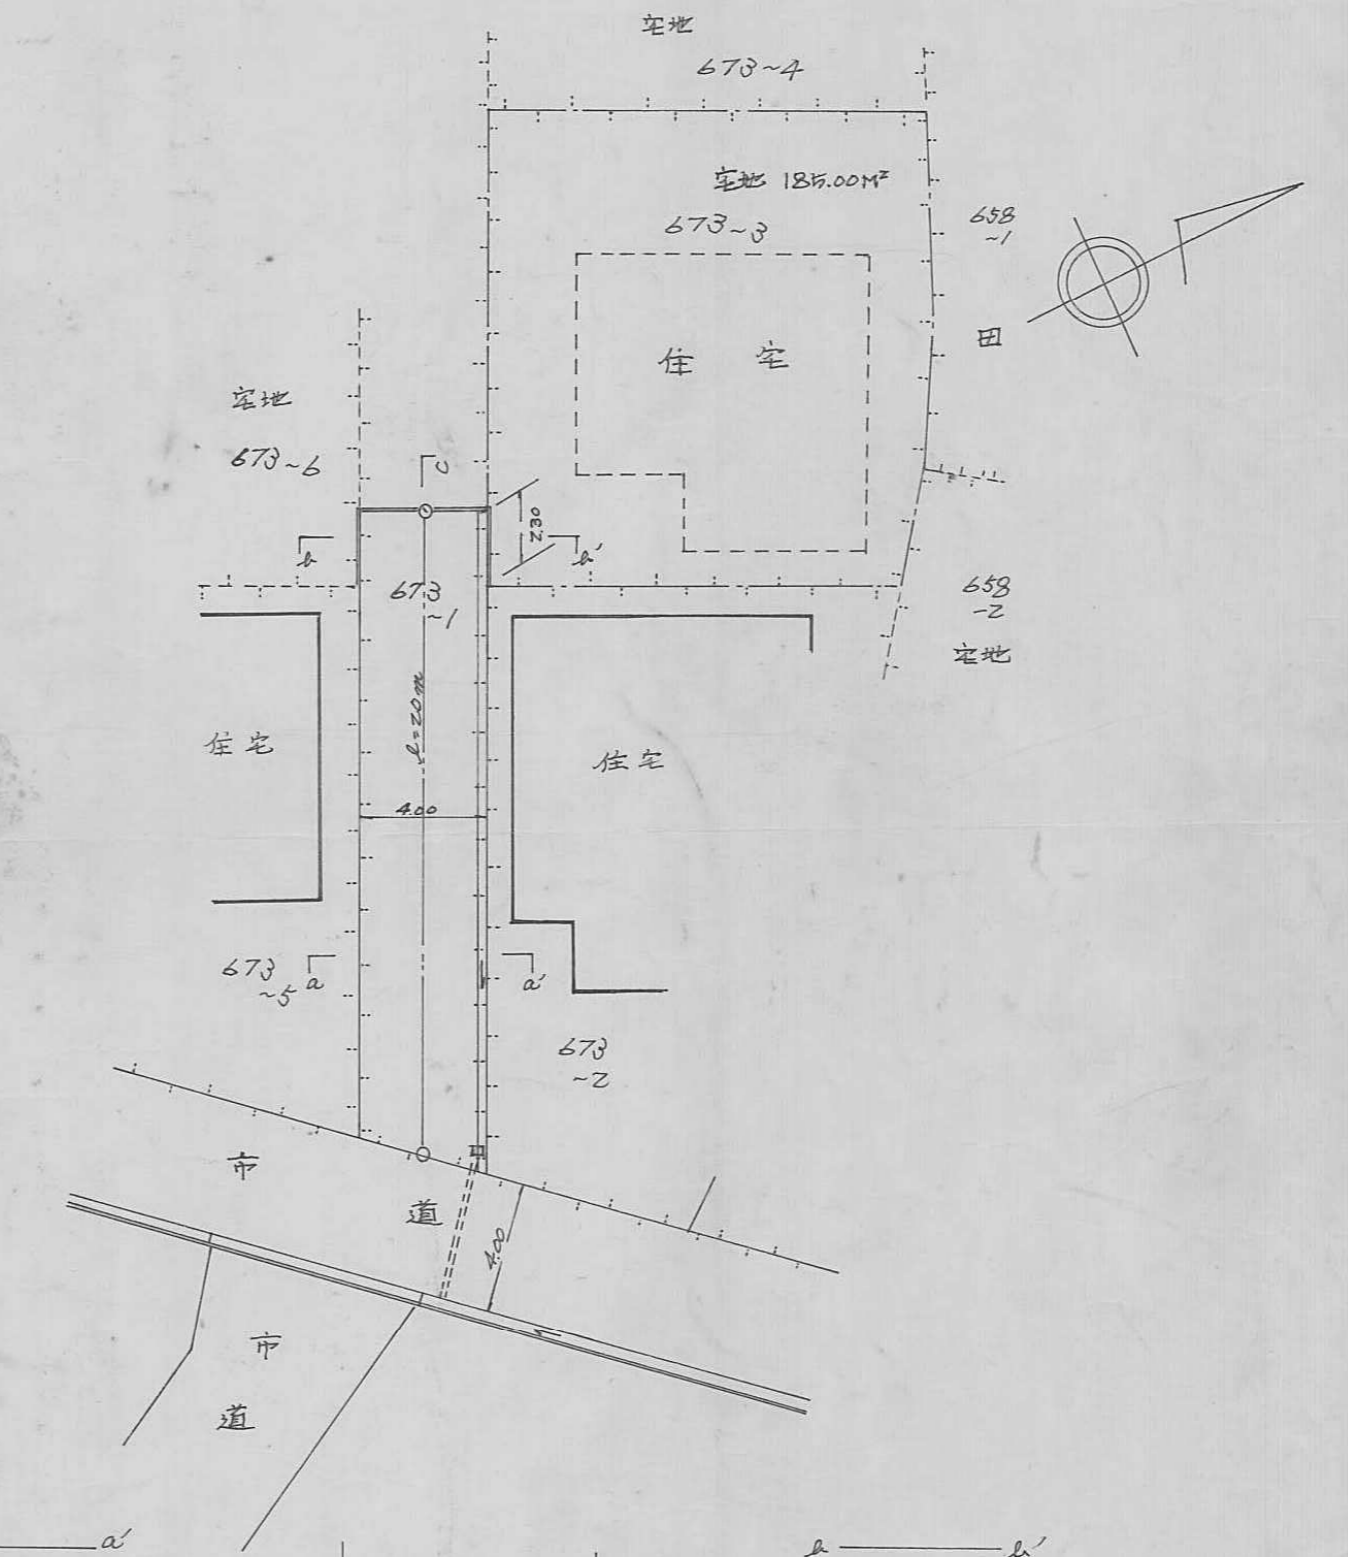 宅地
673~4
宅地 185.00M²
673~3
658
~1
田
住 宅
宅地
673~6
c
2.30
b
b'
673
~1
658
-2
宅地
l=20m
住宅
住宅
4.00
673
~5
a
a'
673
~2
市
道
4.00
市
道
a'
b
b'